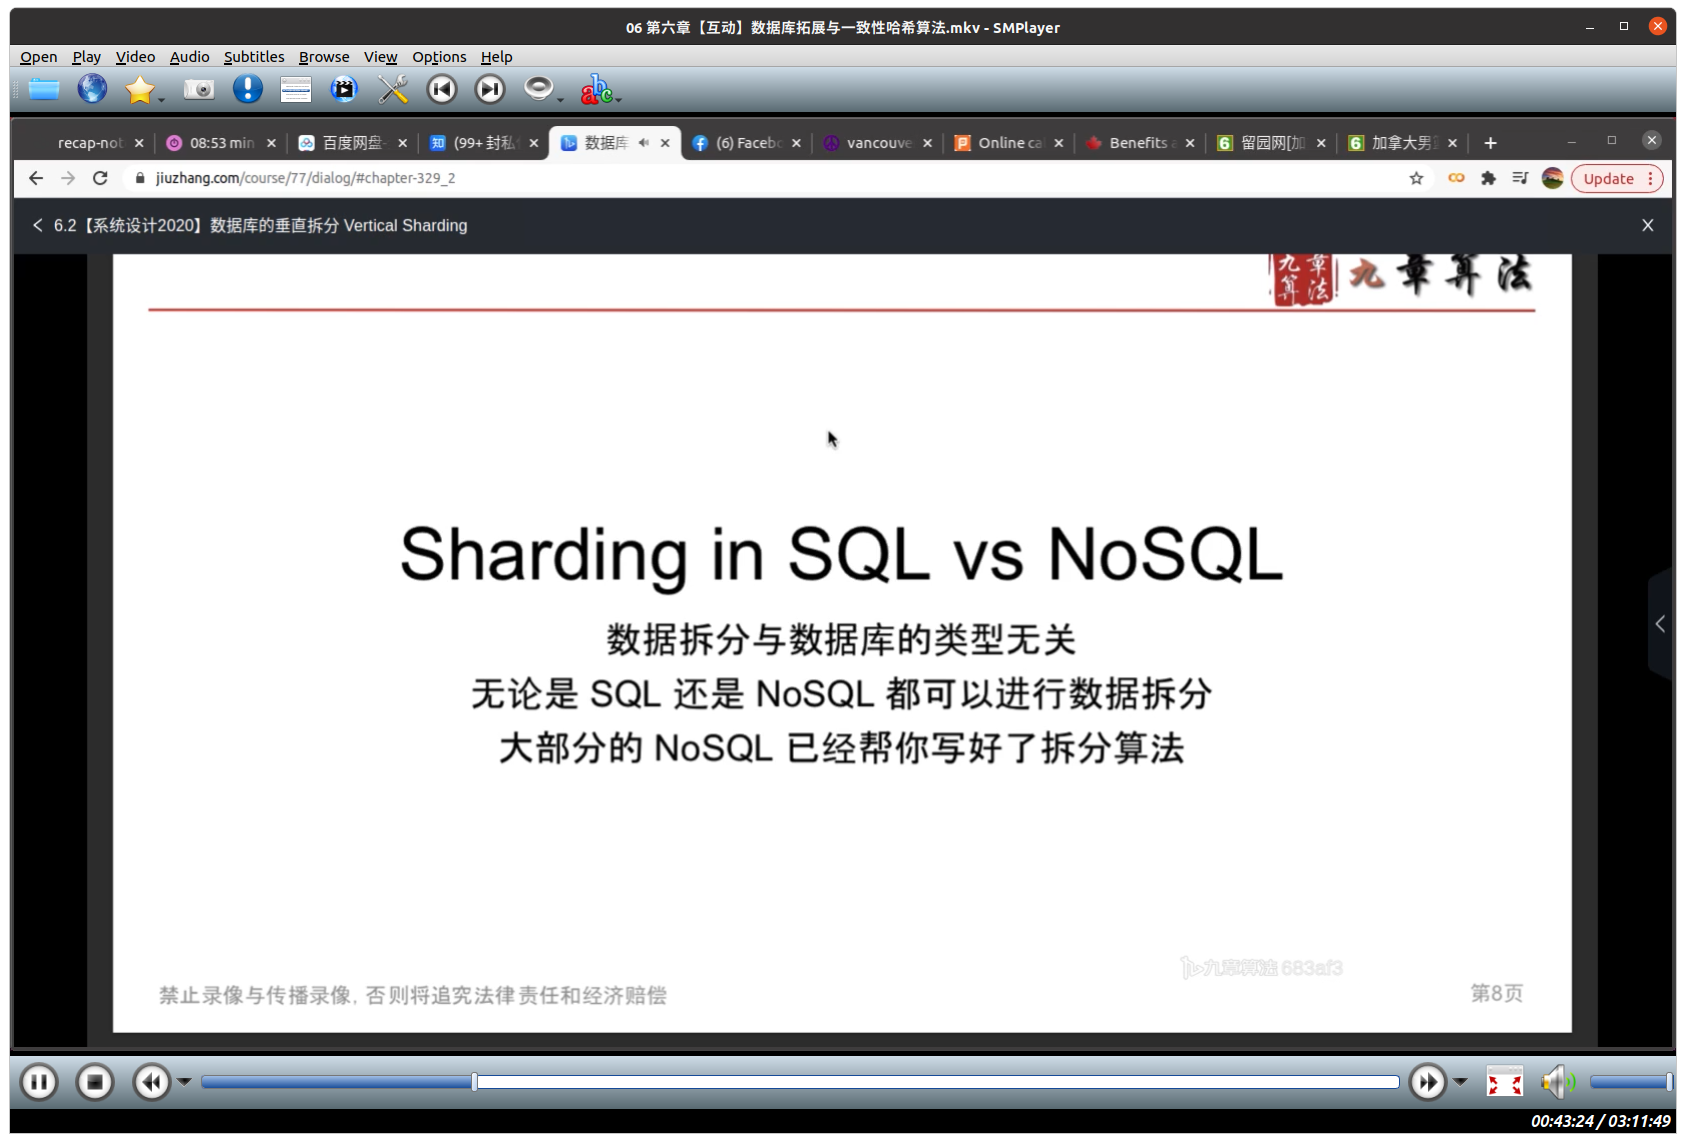 06 第六章【互动】数据库拓展与一致性哈希算法.mkv - SMPlayer
Open Play Video Audio Subtitles Browse View Options Help
abc
recap-not
08:53 min
百度网盘-
知 (99+ 封私
数据库
(6) Facebo
vancouve
Online ca
Benefits a
6 留园网[加
6 加拿大男
jiuzhang.com/course/77/dialog/#chapter-329_2
Update
6.2【系统设计2020】数据库的垂直拆分 Vertical Sharding
九章算法 九章算法
Sharding in SQL vs NoSQL
数据拆分与数据库的类型无关
无论是 SQL 还是 NoSQL 都可以进行数据拆分
大部分的 NoSQL 已经帮你写好了拆分算法
九章算法 683af3
禁止录像与传播录像, 否则将追究法律责任和经济赔偿
第8页
00:43:24 / 03:11:49